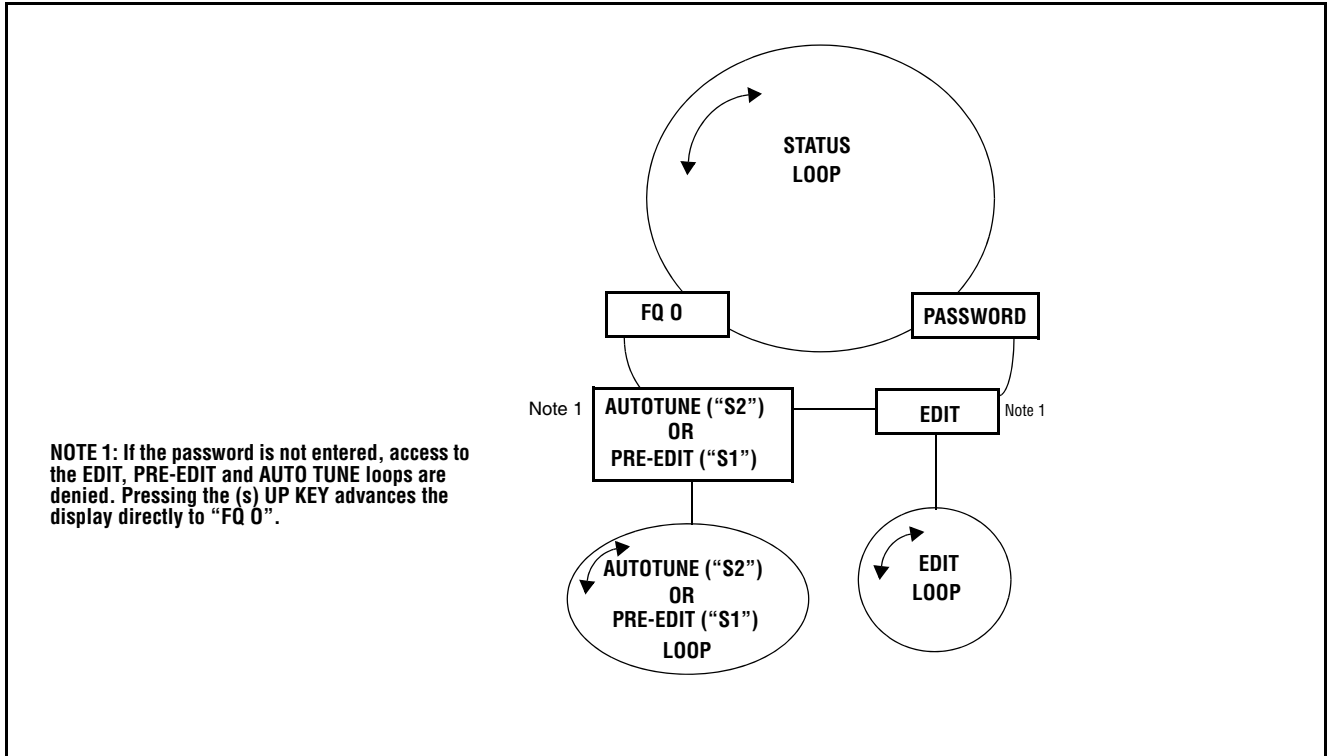 STATUS
LOOP
FQ 0
PASSWORD
Note 1
AUTOTUNE (“S2”)
OR
PRE-EDIT (“S1”)
EDIT
Note 1
NOTE 1: If the password is not entered, access to
the EDIT, PRE-EDIT and AUTO TUNE loops are
denied. Pressing the (s) UP KEY advances the
display directly to “FQ 0”.
AUTOTUNE (“S2”)
OR
PRE-EDIT (“S1”)
LOOP
EDIT
LOOP